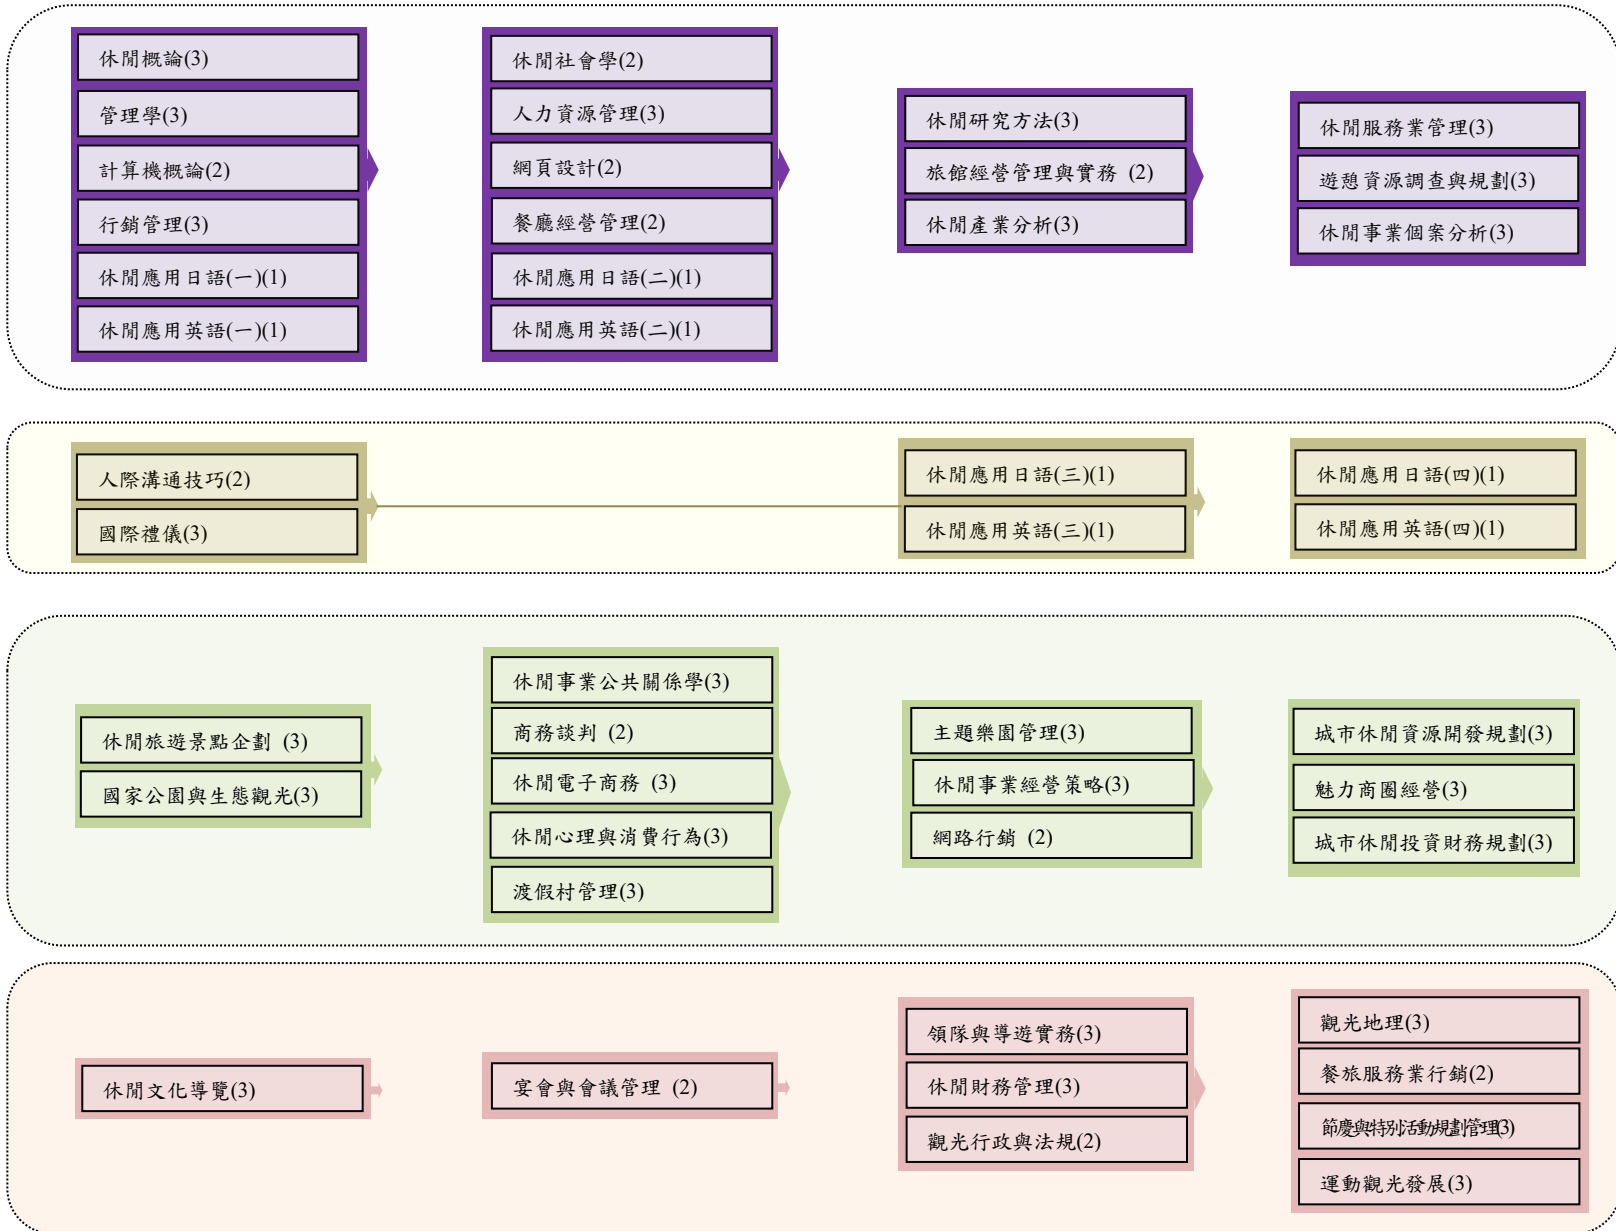 休閒概論(3)
管理學(3)
計算機概論(2)
行銷管理(3)
休閒應用日語(一)(1)
休閒應用英語(一)(1)
休閒社會學(2)
人力資源管理(3)
網頁設計(2)
餐廳經營管理(2)
休閒應用日語(二)(1)
休閒應用英語(二)(1)
休閒研究方法(3)
旅館經營管理與實務 (2)
休閒產業分析(3)
休閒服務業管理(3)
遊憩資源調查與規劃(3)
休閒事業個案分析(3)
人際溝通技巧(2)
國際禮儀(3)
休閒應用日語(三)(1)
休閒應用英語(三)(1)
休閒應用日語(四)(1)
休閒應用英語(四)(1)
休閒旅遊景點企劃 (3)
國家公園與生態觀光(3)
休閒事業公共關係學(3)
商務談判 (2)
休閒電子商務 (3)
休閒心理與消費行為(3)
渡假村管理(3)
主題樂園管理(3)
休閒事業經營策略(3)
網路行銷 (2)
城市休閒資源開發規劃(3)
魅力商圈經營(3)
城市休閒投資財務規劃(3)
休閒文化導覽(3)
宴會與會議管理 (2)
領隊與導遊實務(3)
休閒財務管理(3)
觀光行政與法規(2)
觀光地理(3)
餐旅服務業行銷(2)
節慶與特別活動規劃管理(3)
運動觀光發展(3)